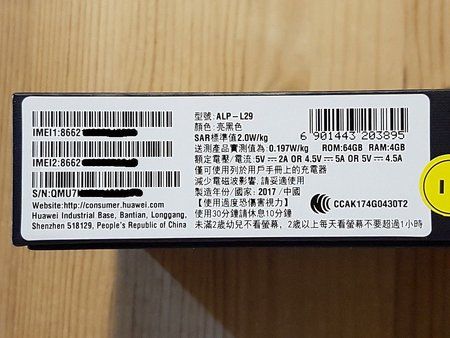 IMEI1:8662
IMEI2:8662
S/N:QMU7
Website:http://consumer.huawei.com
Huawei Industrial Base, Bantian, Longgang,
Shenzhen 518129, People's Republic of China
型號:ALP-L29
顏色:亮黑色
SAR標準值2.0W/kg
送測產品實測值為:0.197W/kg
額定電壓/電流:5V⎓2A OR 4.5V⎓5A OR 5V⎓4.5A
僅可使用列於用戶手冊上的充電器
減少電磁波影響,請妥適使用
製造年份/國家:2017/中國
【使用過度恐傷害視力】
使用30分鐘請休息10分鐘
未滿2歲幼兒不看螢幕,2歲以上每天看螢幕不要超過1小時
6 901443 203895
ROM:64GB RAM:4GB
CCAK174G0430T2